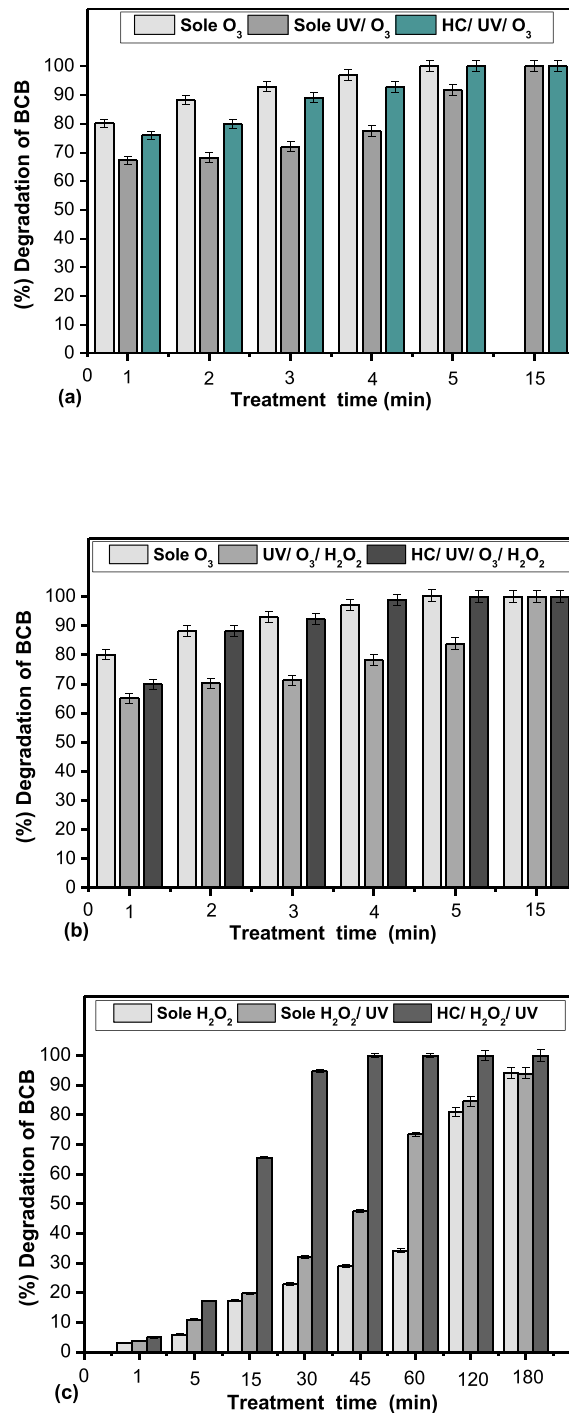 Sole O₃ Sole UV/ O₃ HC/ UV/ O₃
100
90
80
70
60
50
40
30
20
10
0
(%) Degradation of BCB
0 1 2 3 4 5 15
(a) Treatment time (min)
Sole O₃ UV/ O₃/ H₂O₂ HC/ UV/ O₃/ H₂O₂
100
90
80
70
60
50
40
30
20
10
0
(%) Degradation of BCB
0 1 2 3 4 5 15
(b) Treatment time (min)
Sole H₂O₂ Sole H₂O₂/ UV HC/ H₂O₂/ UV
100
90
80
70
60
50
40
30
20
10
0
(%) Degradation of BCB
0 1 5 15 30 45 60 120 180
(c) Treatment time (min)